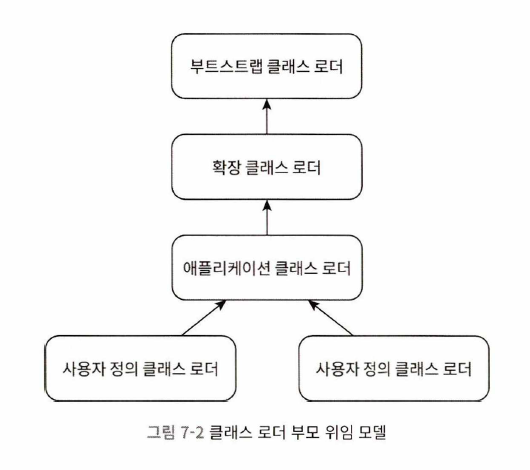 부트스트랩 클래스 로더
확장 클래스 로더
애플리케이션 클래스 로더
사용자 정의 클래스 로더
사용자 정의 클래스 로더
그림 7-2 클래스 로더 부모 위임 모델